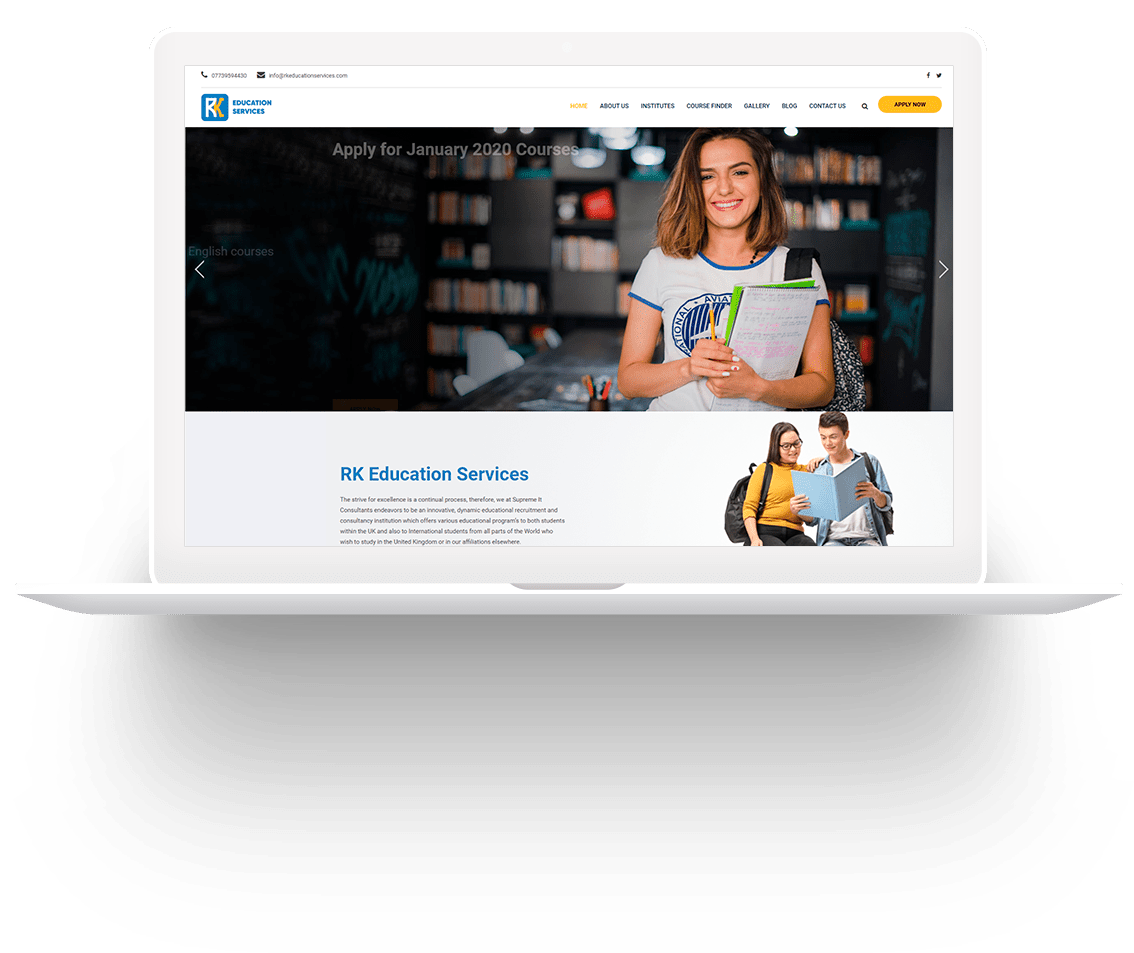 07739594430 info@rkeducationservices.com
RK EDUCATION
SERVICES
HOME ABOUT US INSTITUTES COURSE FINDER GALLERY BLOG CONTACT US APPLY NOW
Apply for January 2020 Courses
English courses
AVIA
NATIONAL
RK Education Services
The strive for excellence is a continual process, therefore, we at Supreme It
Consultants endeavors to be an innovative, dynamic educational recruitment and
consultancy institution which offers various educational program's to both students
within the UK and also to International students from all parts of the World who
wish to study in the United Kingdom or in our affiliations elsewhere.